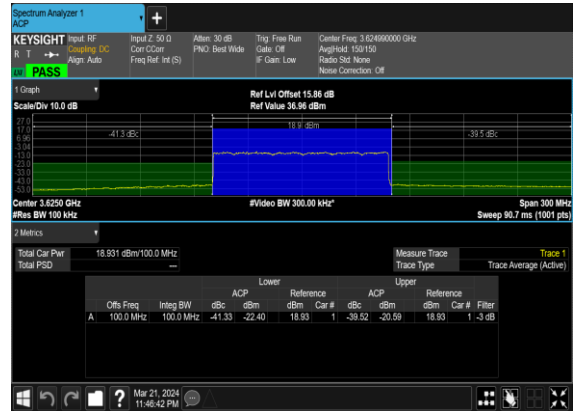 Spectrum Analyzer 1
ACP
KEYSIGHT Input: RF Input Z: 50 Ω Atten: 30 dB Trig: Free Run Center Freq: 3.624990000 GHz
R T Coupling: DC Corr CCorr PNO: Best Wide Gate: Off Avg|Hold: 150/150
Align: Auto Freq Ref: Int (S) IF Gain: Low Radio Std: None
PASS Noise Correction: Off
1 Graph
Ref Lvl Offset 15.86 dB
Scale/Div 10.0 dB Ref Value 36.96 dBm
27.0
17.0 -41.3 dBc 18.9 dBm -39.5 dBc
6.96
-3.04
-13.0
-23.0
-33.0
-43.0
-53.0
Center 3.6250 GHz #Video BW 300.00 kHz* Span 300 MHz
#Res BW 100 kHz Sweep 90.7 ms (1001 pts)
2 Metrics
Total Car Pwr 18.931 dBm/100.0 MHz Measure Trace Trace 1
Total PSD --- Trace Type Trace Average (Active)
Lower Upper
ACP Reference ACP Reference
Offs Freq Integ BW dBc dBm dBm Car # dBc dBm dBm Car # Filter
A 100.0 MHz 100.0 MHz -41.33 -22.40 18.93 1 -39.52 -20.59 18.93 1 -3 dB
Mar 21, 2024
11:46:42 PM